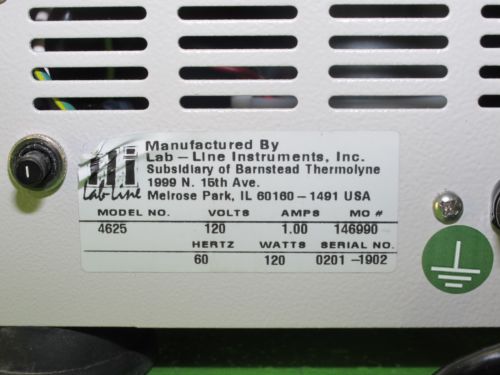 Manufactured By
Lab-Line Instruments, Inc.
Subsidiary of Barnstead Thermolyne
1999 N. 15th Ave.
Melrose Park, IL 60160-1491 USA
Lab-Line
MODEL NO. VOLTS AMPS MO #
4625 120 1.00 146990
HERTZ WATTS SERIAL NO.
60 120 0201-1902